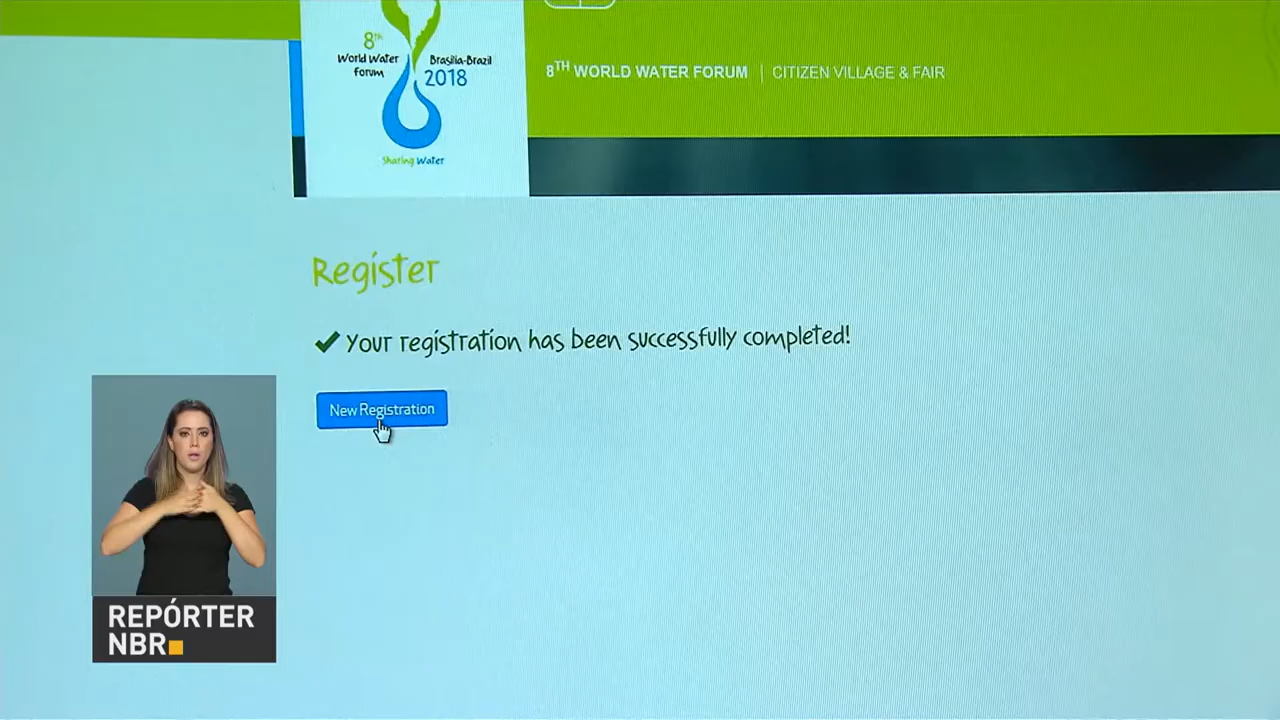 8th
World Water
forum
Brasília-Brazil
2018
Sharing Water
8TH WORLD WATER FORUM | CITIZEN VILLAGE & FAIR
Register
✔ Your registration has been successfully completed!
New Registration
REPÓRTER
NBR